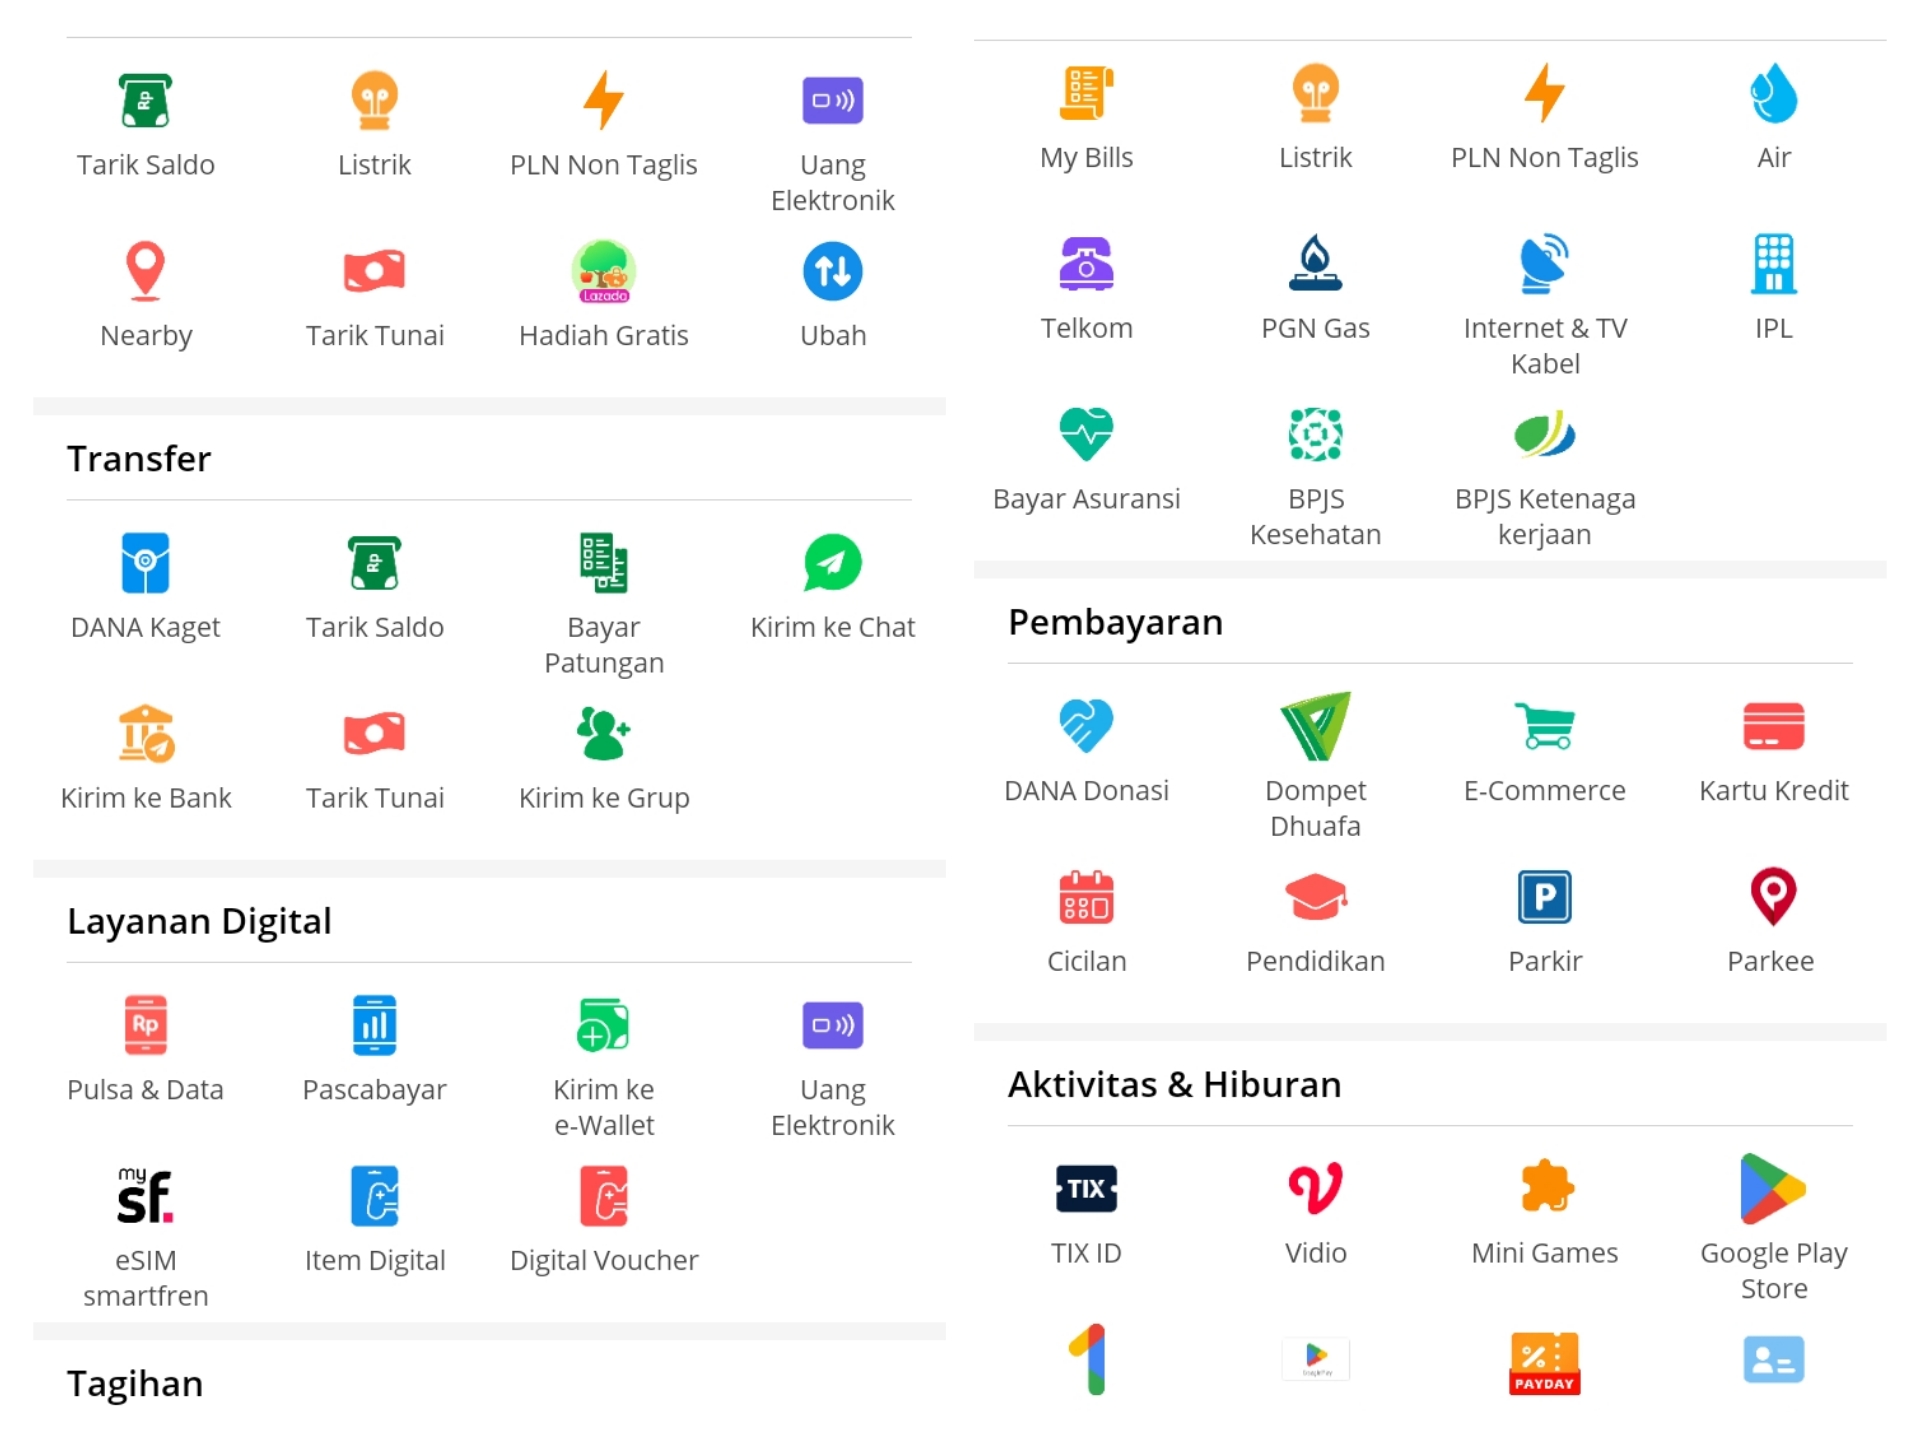 Rp
Tarik Saldo
Listrik
PLN Non Taglis
Uang
Elektronik
Lazada
Nearby
Tarik Tunai
Hadiah Gratis
Ubah
Transfer
Rp
DANA Kaget
Tarik Saldo
Bayar
Patungan
Kirim ke Chat
Kirim ke Bank
Tarik Tunai
Kirim ke Grup
Layanan Digital
Rp
Pulsa & Data
Pascabayar
Kirim ke
e-Wallet
Uang
Elektronik
my
sf.
eSIM
smartfren
Item Digital
Digital Voucher
Tagihan
My Bills
Listrik
PLN Non Taglis
Air
Telkom
PGN Gas
Internet & TV
Kabel
IPL
Bayar Asuransi
BPJS
Kesehatan
BPJS Ketenaga
kerjaan
Pembayaran
DANA Donasi
Dompet
Dhuafa
E-Commerce
Kartu Kredit
P
Cicilan
Pendidikan
Parkir
Parkee
Aktivitas & Hiburan
TIX
TIX ID
Vidio
Mini Games
Google Play
Store
Google Play
%
PAYDAY